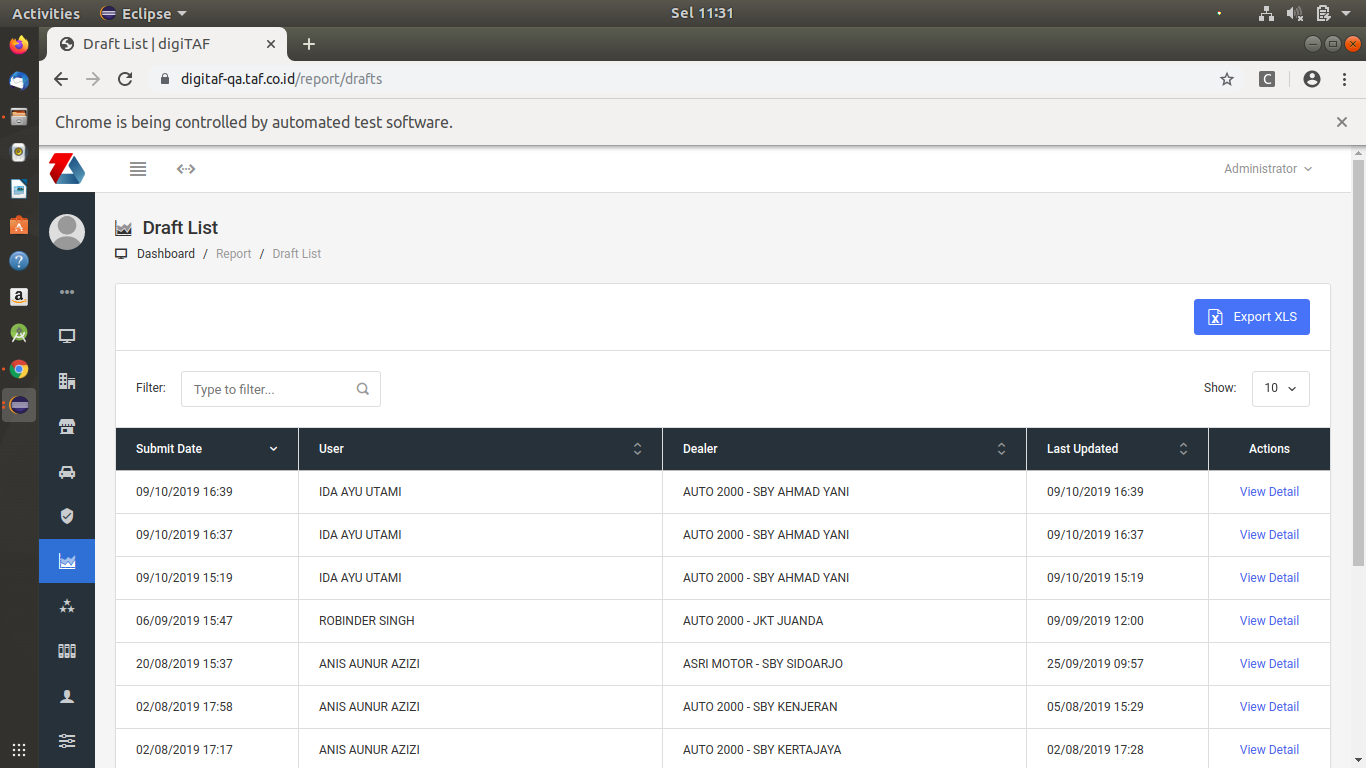 Activities Eclipse Sel 11:31
Draft List | digiTAF
digitaf-qa.taf.co.id/report/drafts
Chrome is being controlled by automated test software.
Administrator
Draft List
Dashboard / Report / Draft List
Export XLS
Filter: Type to filter... Show: 10
Submit Date User Dealer Last Updated Actions
09/10/2019 16:39 IDA AYU UTAMI AUTO 2000 - SBY AHMAD YANI 09/10/2019 16:39 View Detail
09/10/2019 16:37 IDA AYU UTAMI AUTO 2000 - SBY AHMAD YANI 09/10/2019 16:37 View Detail
09/10/2019 15:19 IDA AYU UTAMI AUTO 2000 - SBY AHMAD YANI 09/10/2019 15:19 View Detail
06/09/2019 15:47 ROBINDER SINGH AUTO 2000 - JKT JUANDA 09/09/2019 12:00 View Detail
20/08/2019 15:37 ANIS AUNUR AZIZI ASRI MOTOR - SBY SIDOARJO 25/09/2019 09:57 View Detail
02/08/2019 17:58 ANIS AUNUR AZIZI AUTO 2000 - SBY KENJERAN 05/08/2019 15:29 View Detail
02/08/2019 17:17 ANIS AUNUR AZIZI AUTO 2000 - SBY KERTAJAYA 02/08/2019 17:28 View Detail